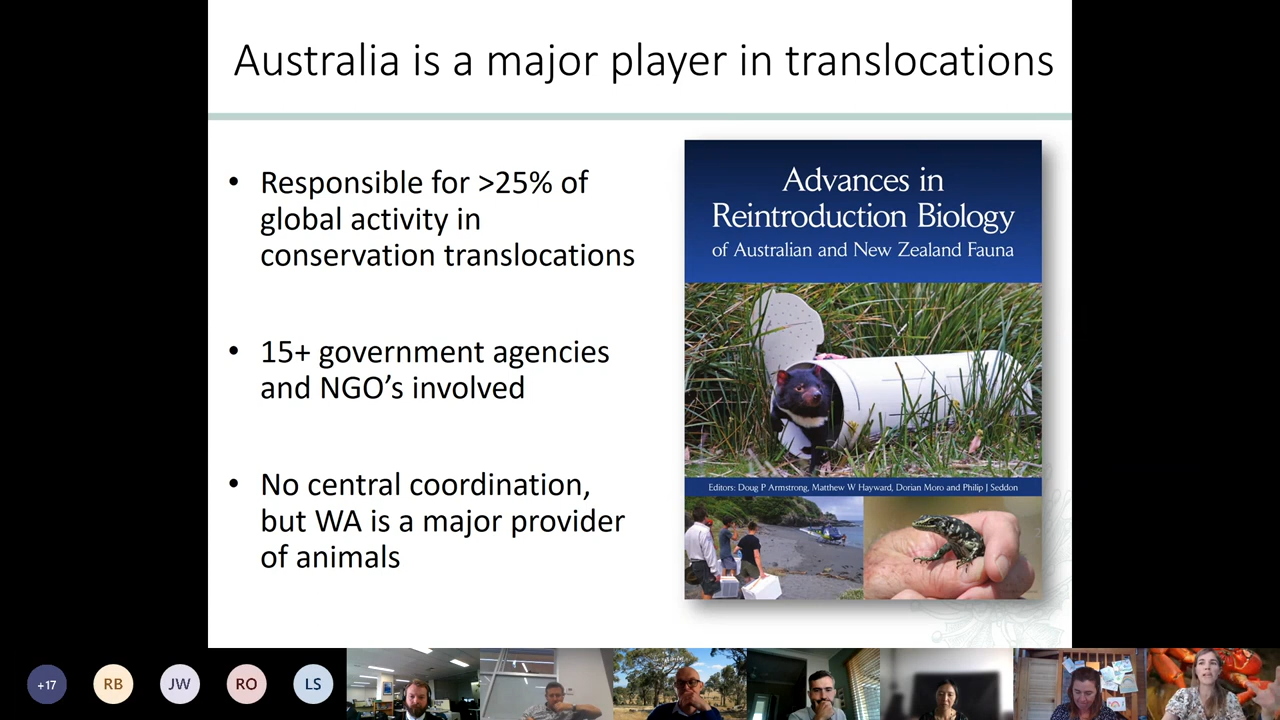 Australia is a major player in translocations
• Responsible for >25% of
global activity in
conservation translocations
• 15+ government agencies
and NGO’s involved
• No central coordination,
but WA is a major provider
of animals
Advances in
Reintroduction Biology
of Australian and New Zealand Fauna
Editors: Doug P Armstrong, Matthew W Hayward, Dorian Moro and Philip J Seddon
+17
RB
JW
RO
LS